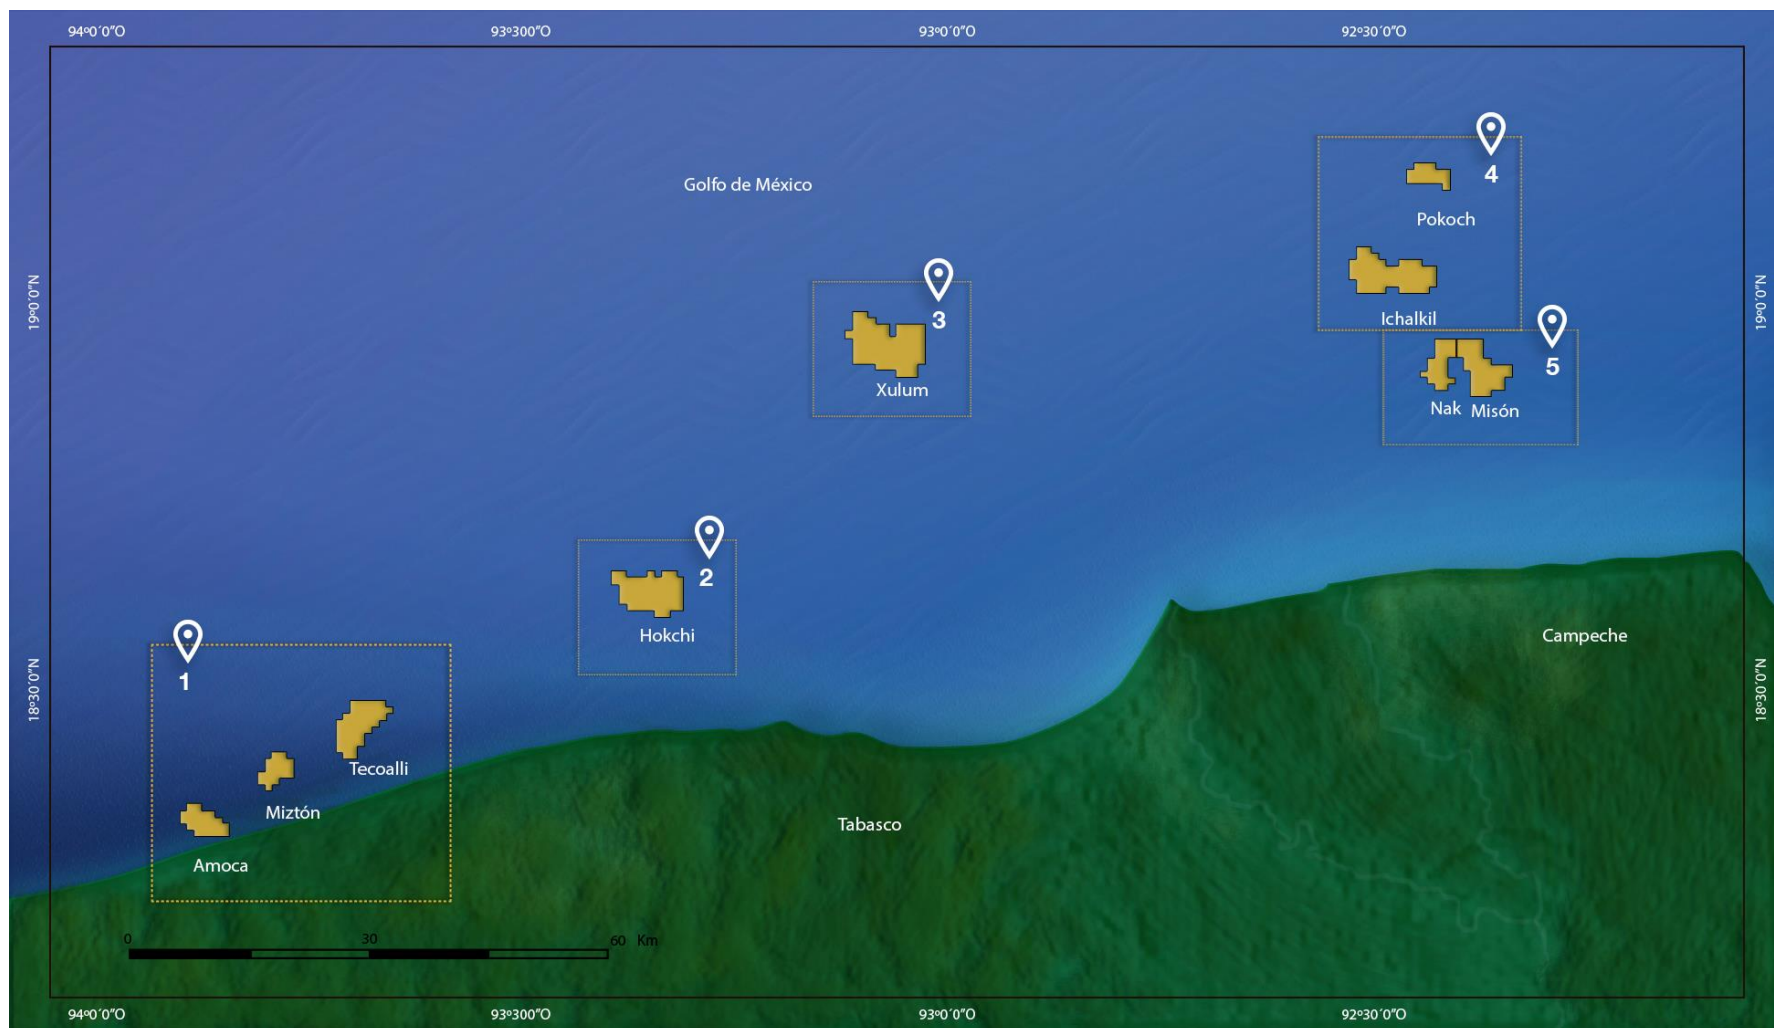 94º0´0”O
93º300”O
93º0´0”O
92º30´0”O
4
Golfo de México
Pokoch
19º0´0”N
19º0´0”N
3
Ichalkil
5
Xulum
Nak
Misón
2
Hokchi
Campeche
1
18º30´0”N
18º30´0”N
Tecoalli
Miztón
Tabasco
Amoca
0
30
60 Km
94º0´0”O
93º300”O
93º0´0”O
92º30´0”O